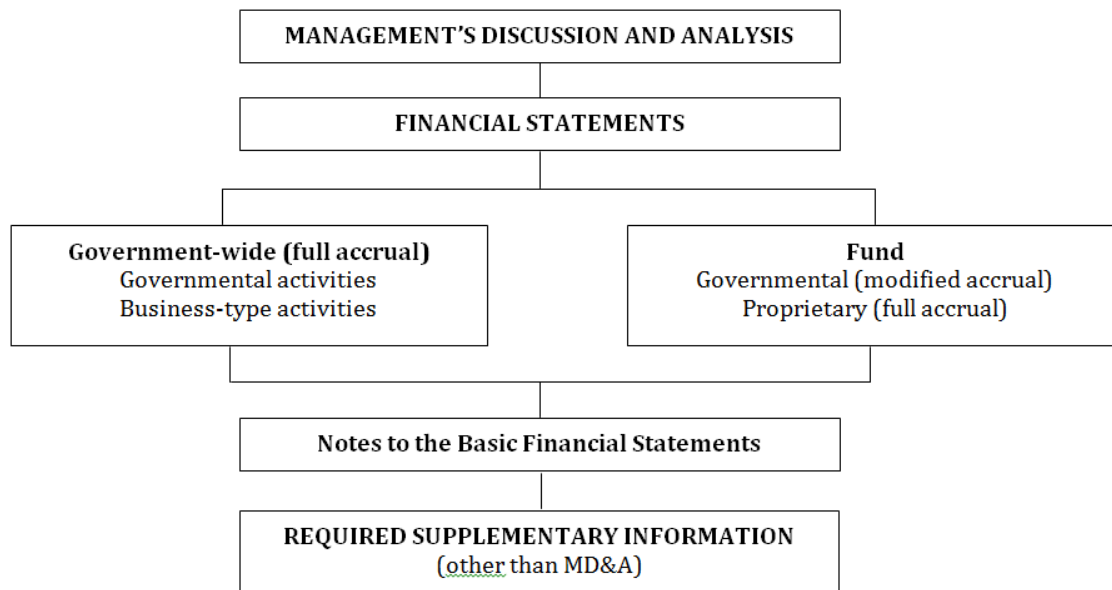 MANAGEMENT’S DISCUSSION AND ANALYSIS
FINANCIAL STATEMENTS
Government-wide (full accrual)
Governmental activities
Business-type activities
Fund
Governmental (modified accrual)
Proprietary (full accrual)
Notes to the Basic Financial Statements
REQUIRED SUPPLEMENTARY INFORMATION
(other than MD&A)